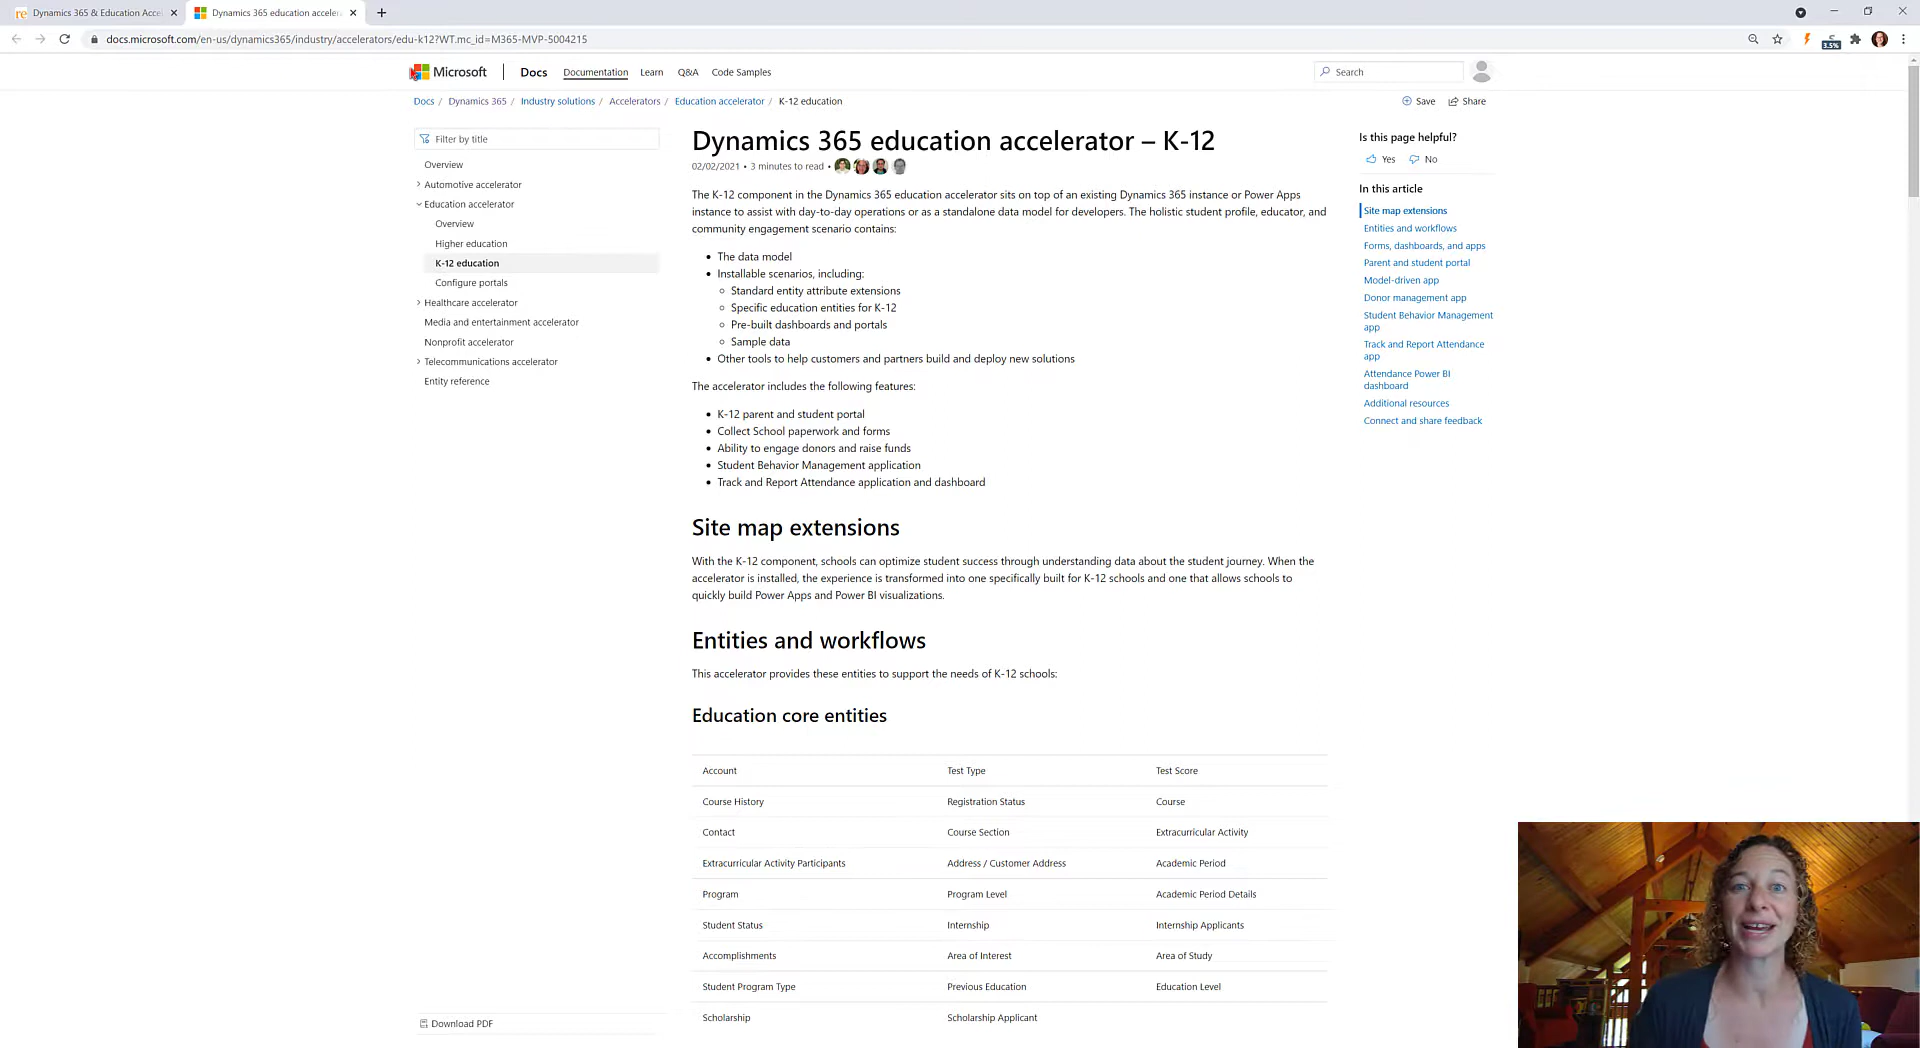 Dynamics 365 & Education Accel
Dynamics 365 education acceler
docs.microsoft.com/en-us/dynamics365/industry/accelerators/edu-k12?WT.mc_id=M365-MVP-5004215
3.5%
Microsoft
Docs
Documentation
Learn
Q&A
Code Samples
Search
Docs / Dynamics 365 / Industry solutions / Accelerators / Education accelerator / K-12 education
Save
Share
Filter by title
Overview
Automotive accelerator
Education accelerator
Overview
Higher education
K-12 education
Configure portals
Healthcare accelerator
Media and entertainment accelerator
Nonprofit accelerator
Telecommunications accelerator
Entity reference
Download PDF
Dynamics 365 education accelerator – K-12
02/02/2021 • 3 minutes to read •
The K-12 component in the Dynamics 365 education accelerator sits on top of an existing Dynamics 365 instance or Power Apps
instance to assist with day-to-day operations or as a standalone data model for developers. The holistic student profile, educator, and
community engagement scenario contains:
• The data model
• Installable scenarios, including:
○ Standard entity attribute extensions
○ Specific education entities for K-12
○ Pre-built dashboards and portals
○ Sample data
• Other tools to help customers and partners build and deploy new solutions
The accelerator includes the following features:
• K-12 parent and student portal
• Collect School paperwork and forms
• Ability to engage donors and raise funds
• Student Behavior Management application
• Track and Report Attendance application and dashboard
Site map extensions
With the K-12 component, schools can optimize student success through understanding data about the student journey. When the
accelerator is installed, the experience is transformed into one specifically built for K-12 schools and one that allows schools to
quickly build Power Apps and Power BI visualizations.
Entities and workflows
This accelerator provides these entities to support the needs of K-12 schools:
Education core entities
Account Test Type Test Score
Course History Registration Status Course
Contact Course Section Extracurricular Activity
Extracurricular Activity Participants Address / Customer Address Academic Period
Program Program Level Academic Period Details
Student Status Internship Internship Applicants
Accomplishments Area of Interest Area of Study
Student Program Type Previous Education Education Level
Scholarship Scholarship Applicant
Is this page helpful?
Yes No
In this article
Site map extensions
Entities and workflows
Forms, dashboards, and apps
Parent and student portal
Model-driven app
Donor management app
Student Behavior Management
app
Track and Report Attendance
app
Attendance Power BI
dashboard
Additional resources
Connect and share feedback